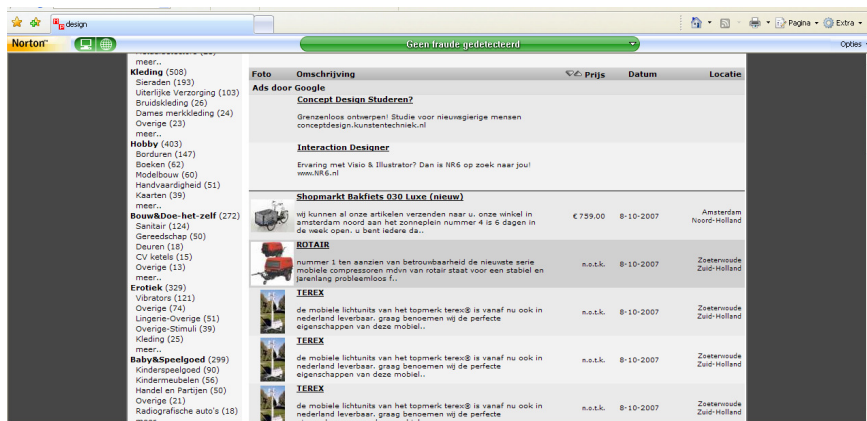 design
Pagina
Extra
Norton
Geen fraude gedetecteerd
Opties
meer..
Kleding (508)
Sieraden (193)
Uiterlijke Verzorging (103)
Bruidskleding (26)
Dames merkkleding (24)
Overige (23)
meer..
Hobby (403)
Borduren (147)
Boeken (62)
Modelbouw (60)
Handvaardigheid (51)
Kaarten (39)
meer..
Bouw&Doe-het-zelf (272)
Sanitair (124)
Gereedschap (50)
Deuren (18)
CV ketels (15)
Overige (13)
meer..
Erotiek (329)
Vibrators (121)
Overige (74)
Lingerie-Overige (51)
Overige-Stimuli (39)
Kleding (25)
meer..
Baby&Speelgoed (299)
Kinderspeelgoed (90)
Kindermeubelen (56)
Handel en Partijen (50)
Overige (21)
Radiografische auto's (18)
Foto Omschrijving Prijs Datum Locatie
Ads door Google
Concept Design Studeren?
Grenzenloos ontwerpen! Studie voor nieuwsgierige mensen
conceptdesign.kunstentechniek.nl
Interaction Designer
Ervaring met Visio & Illustrator? Dan is NR6 op zoek naar jou!
www.NR6.nl
Shopmarkt Bakfiets 030 Luxe (nieuw)
wij kunnen al onze artikelen verzenden naar u. onze winkel in
amsterdam noord aan het zonneplein nummer 4 is 6 dagen in
de week open. u bent iedere da..
€ 759.00 8-10-2007 Amsterdam
Noord-Holland
ROTAIR
nummer 1 ten aanzien van betrouwbaarheid de nieuwste serie
mobiele compressoren mdvn van rotair staat voor een stabiel en
jarenlang probleemloos f..
n.o.t.k. 8-10-2007 Zoeterwoude
Zuid-Holland
TEREX
de mobiele lichtunits van het topmerk terex® is vanaf nu ook in
nederland leverbaar. graag benoemen wij de perfecte
eigenschappen van deze mobiel..
n.o.t.k. 8-10-2007 Zoeterwoude
Zuid-Holland
TEREX
de mobiele lichtunits van het topmerk terex® is vanaf nu ook in
nederland leverbaar. graag benoemen wij de perfecte
eigenschappen van deze mobiel..
n.o.t.k. 8-10-2007 Zoeterwoude
Zuid-Holland
TEREX
de mobiele lichtunits van het topmerk terex® is vanaf nu ook in
nederland leverbaar. graag benoemen wij de perfecte
n.o.t.k. 8-10-2007 Zoeterwoude
Zuid-Holland